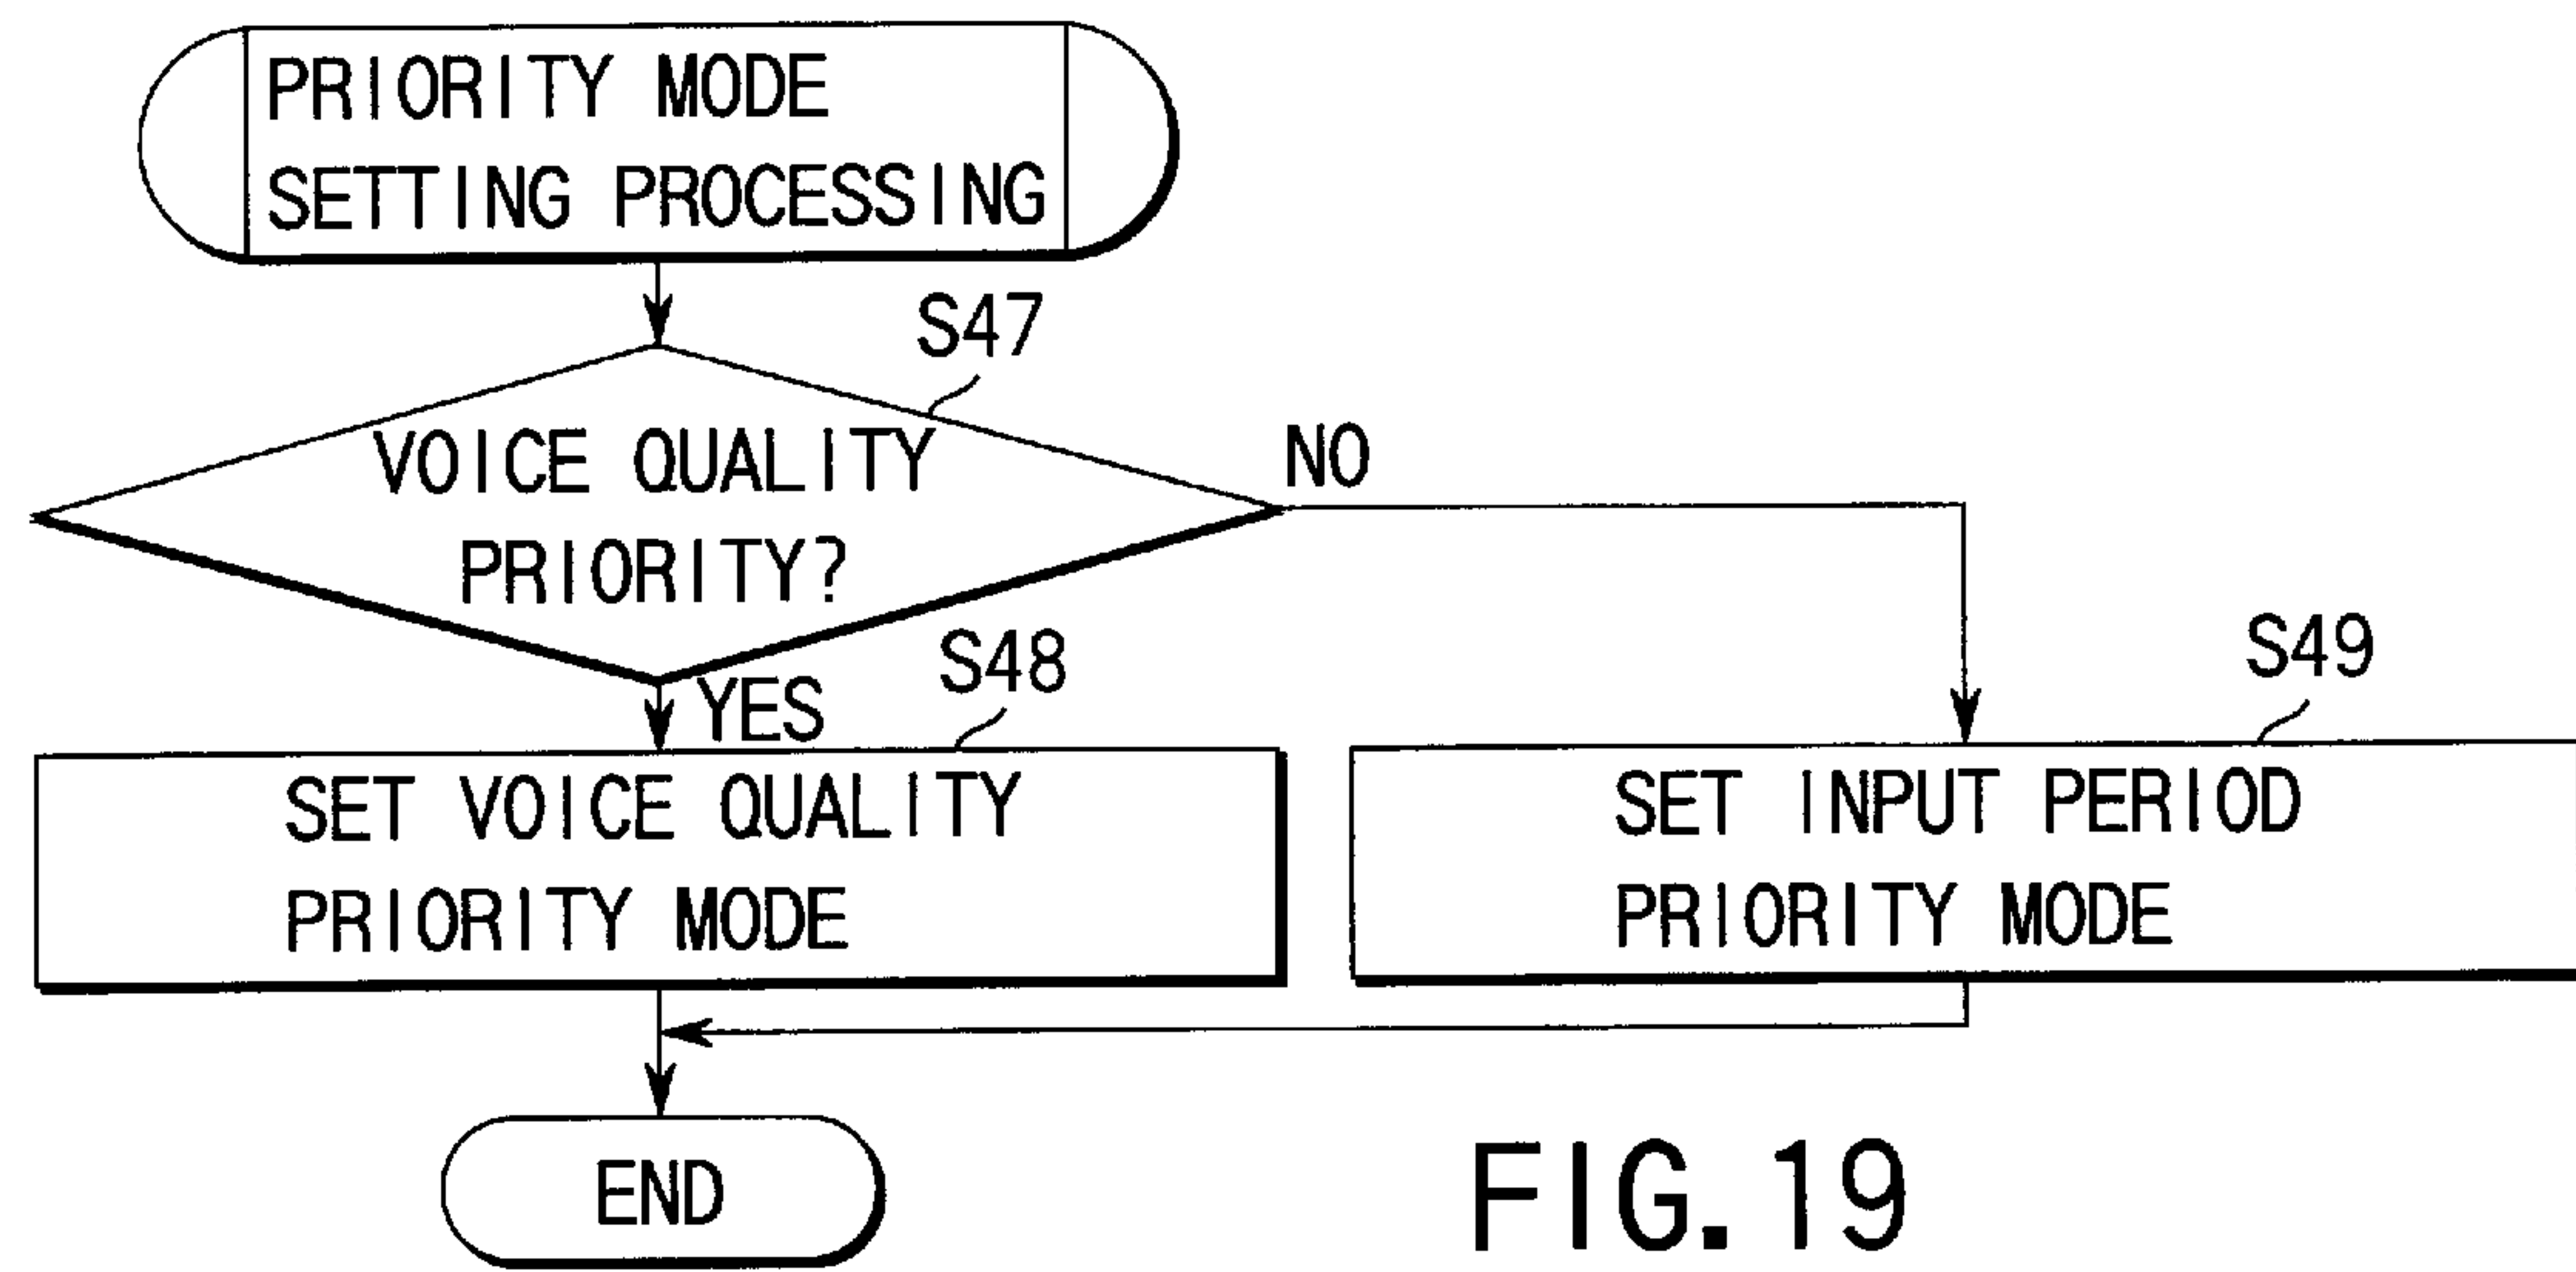 PRIORITY MODE
SETTING PROCESSING
S47
VOICE QUALITY
PRIORITY?
NO
YES
S48
SET VOICE QUALITY
PRIORITY MODE
S49
SET INPUT PERIOD
PRIORITY MODE
END
FIG.19